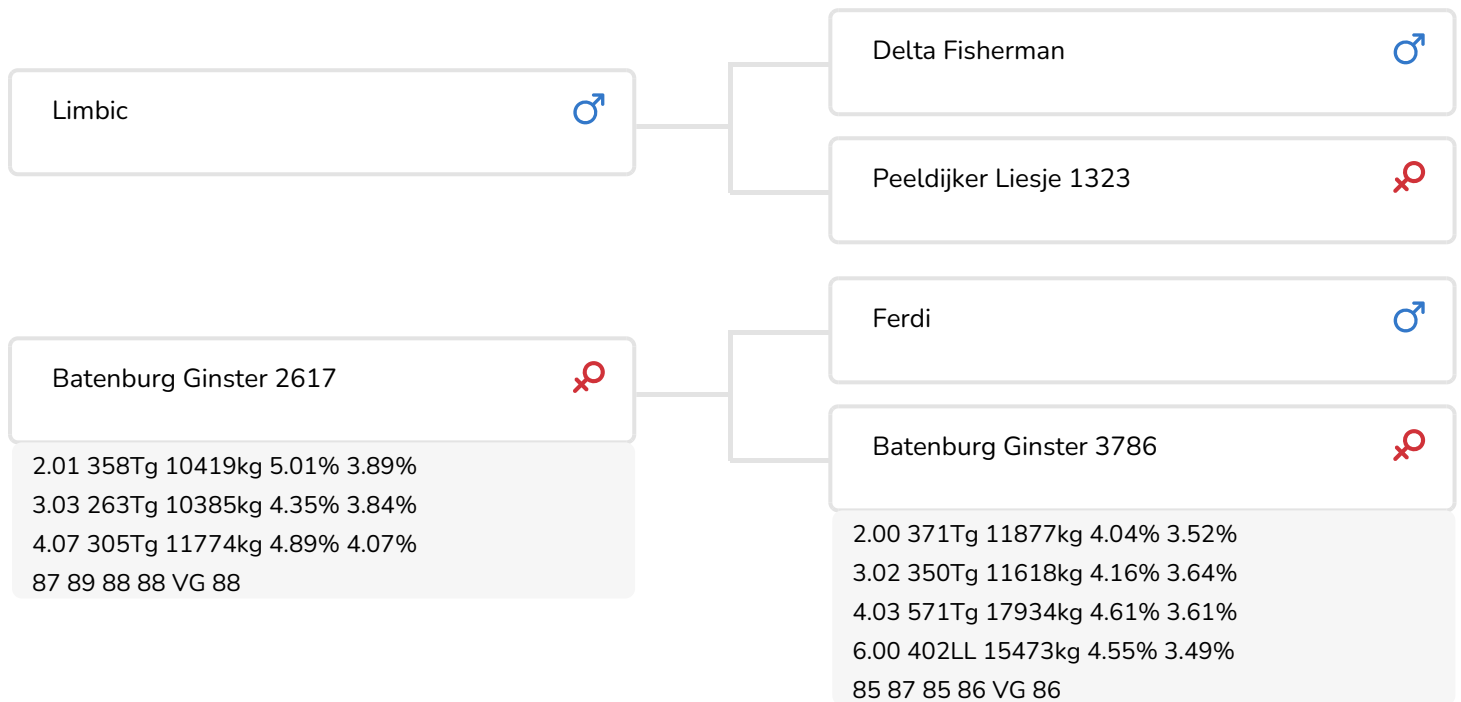 Limbic
Batenburg Ginster 2617
2.01 358Tg 10419kg 5.01% 3.89%
3.03 263Tg 10385kg 4.35% 3.84%
4.07 305Tg 11774kg 4.89% 4.07%
87 89 88 88 VG 88
Delta Fisherman
Peeldijker Liesje 1323
Ferdi
Batenburg Ginster 3786
2.00 371Tg 11877kg 4.04% 3.52%
3.02 350Tg 11618kg 4.16% 3.64%
4.03 571Tg 17934kg 4.61% 3.61%
6.00 402LL 15473kg 4.55% 3.49%
85 87 85 86 VG 86